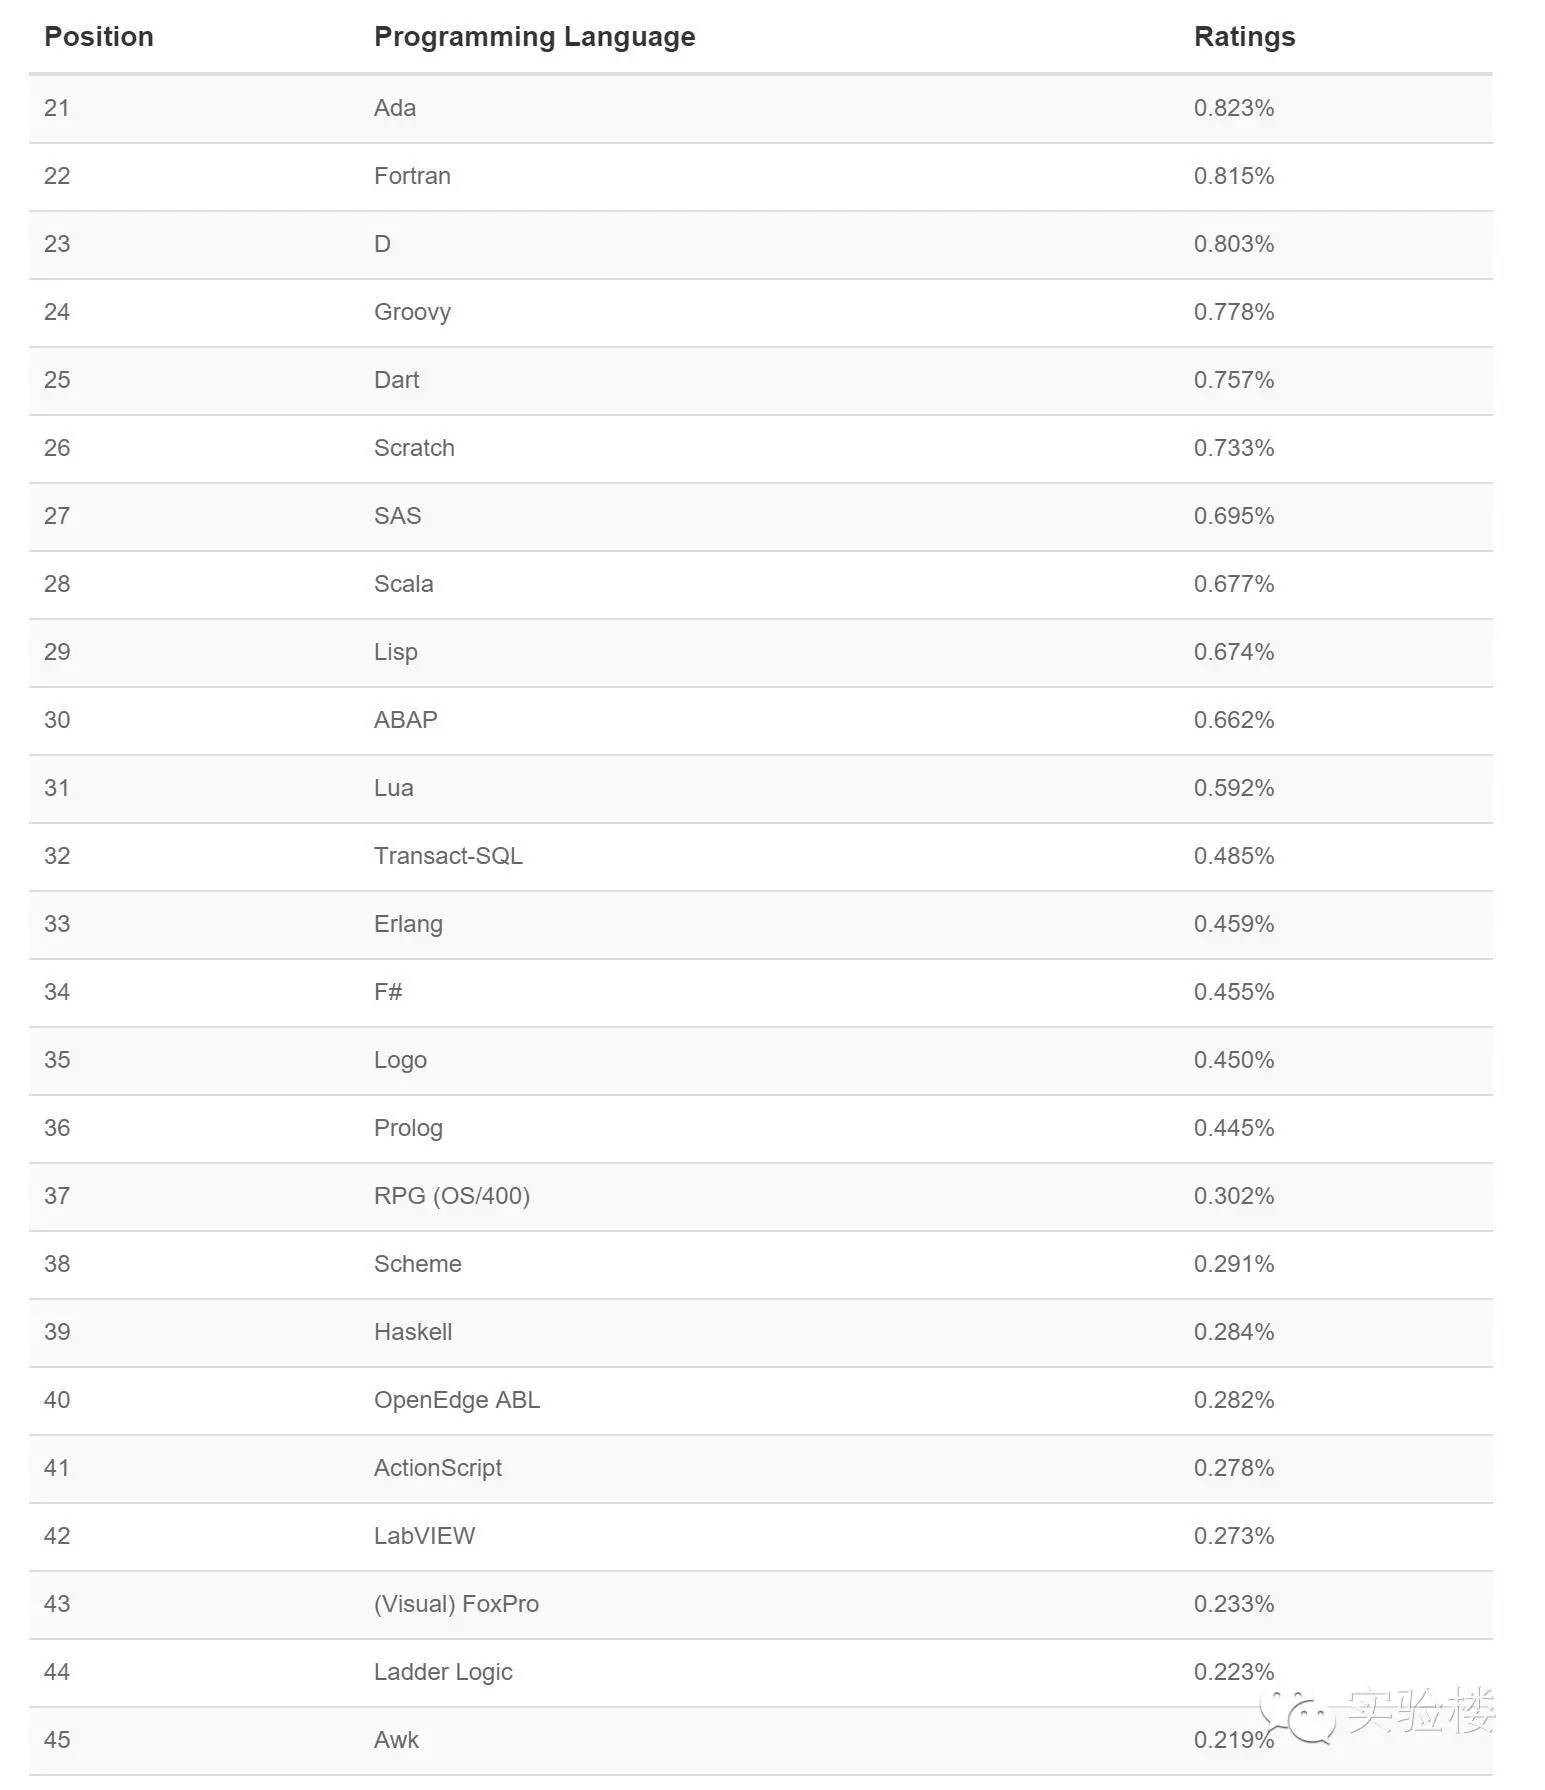 Position Programming Language Ratings
21 Ada 0.823%
22 Fortran 0.815%
23 D 0.803%
24 Groovy 0.778%
25 Dart 0.757%
26 Scratch 0.733%
27 SAS 0.695%
28 Scala 0.677%
29 Lisp 0.674%
30 ABAP 0.662%
31 Lua 0.592%
32 Transact-SQL 0.485%
33 Erlang 0.459%
34 F# 0.455%
35 Logo 0.450%
36 Prolog 0.445%
37 RPG (OS/400) 0.302%
38 Scheme 0.291%
39 Haskell 0.284%
40 OpenEdge ABL 0.282%
41 ActionScript 0.278%
42 LabVIEW 0.273%
43 (Visual) FoxPro 0.233%
44 Ladder Logic 0.223%
实验楼
45 Awk 0.219%